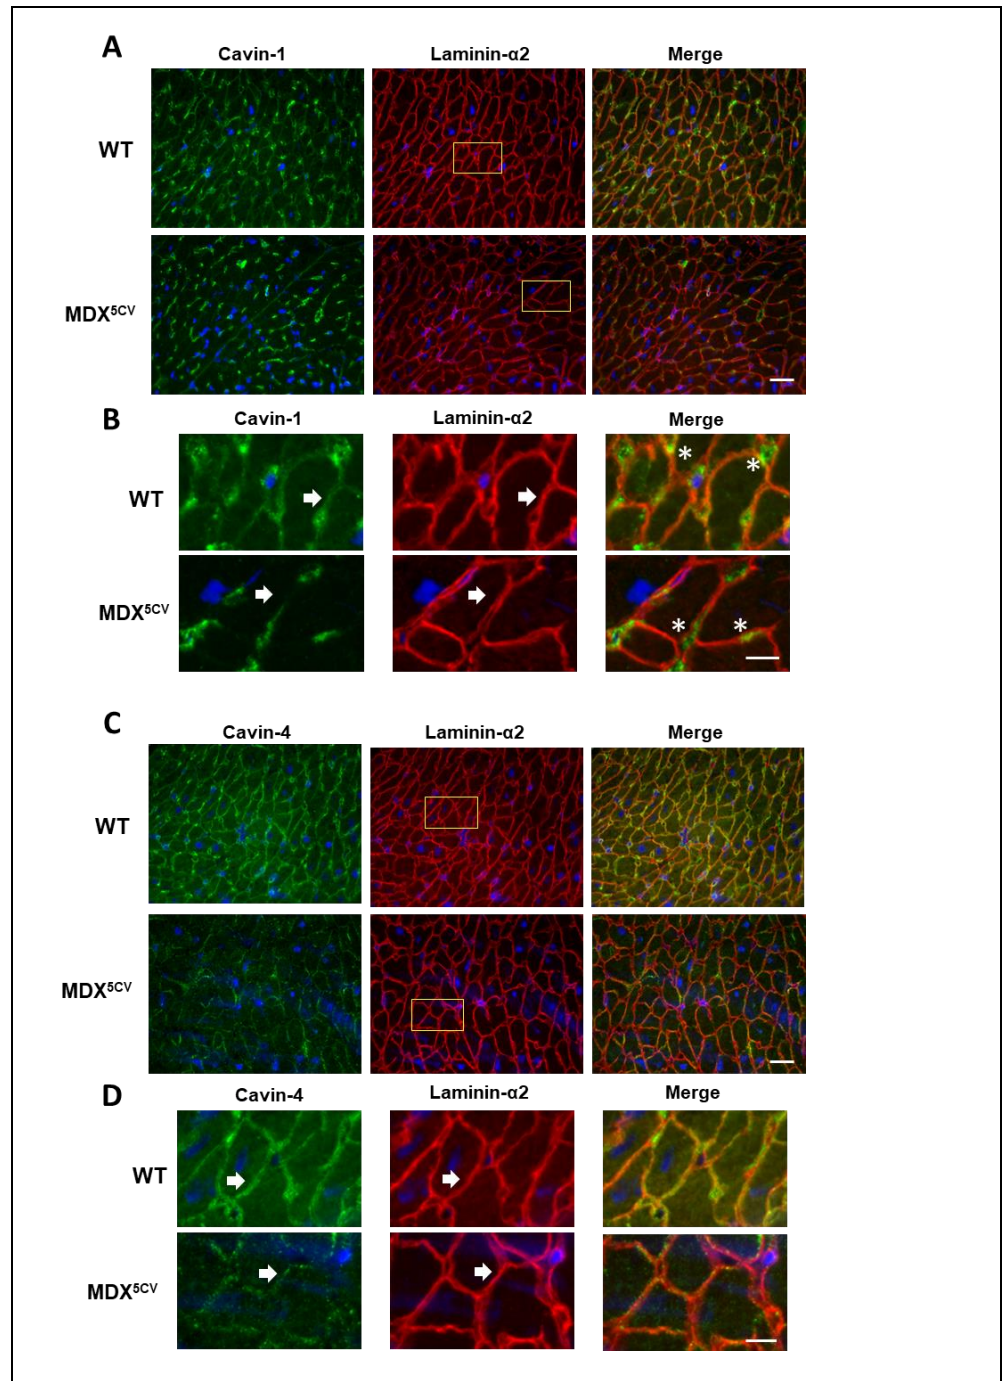 A
Cavin-1 Laminin-α2 Merge
WT
MDX5CV
B
Cavin-1 Laminin-α2 Merge
WT
* *
MDX5CV
* *
C
Cavin-4 Laminin-α2 Merge
WT
MDX5CV
D
Cavin-4 Laminin-α2 Merge
WT
MDX5CV